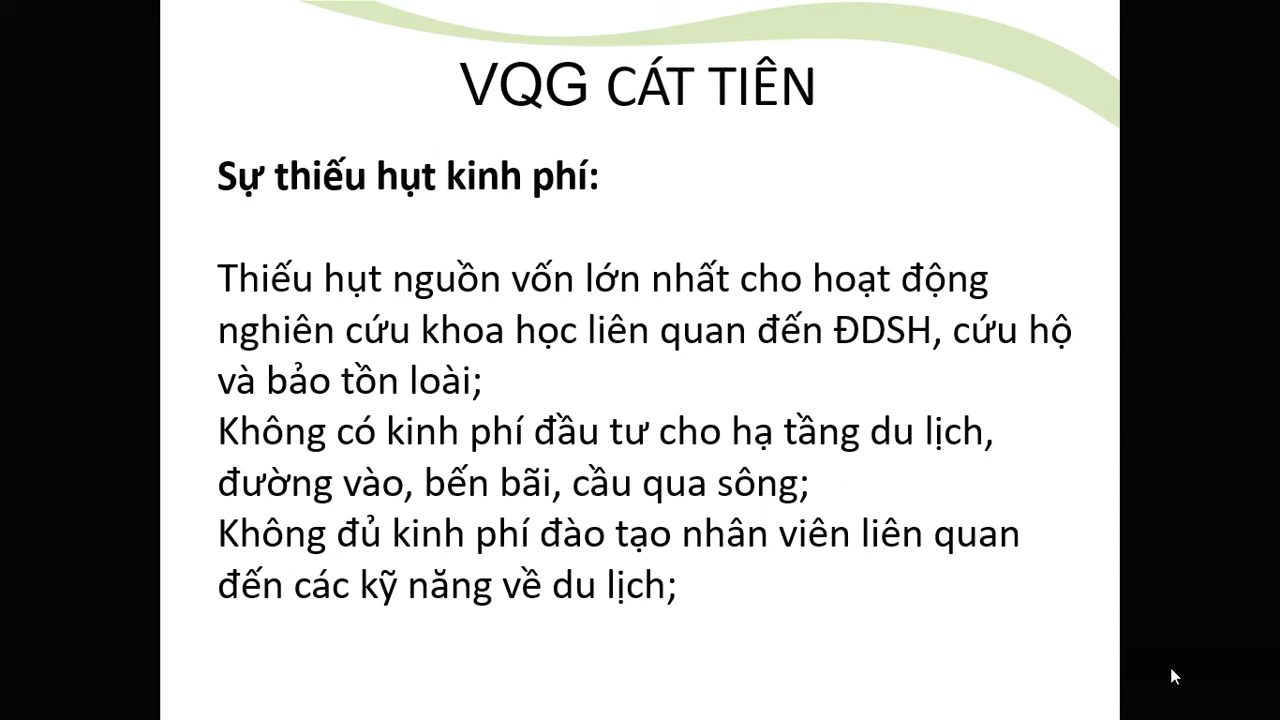 VQG CÁT TIÊN
Sự thiếu hụt kinh phí:
Thiếu hụt nguồn vốn lớn nhất cho hoạt động
nghiên cứu khoa học liên quan đến ĐDSH, cứu hộ
và bảo tồn loài;
Không có kinh phí đầu tư cho hạ tầng du lịch,
đường vào, bến bãi, cầu qua sông;
Không đủ kinh phí đào tạo nhân viên liên quan
đến các kỹ năng về du lịch;